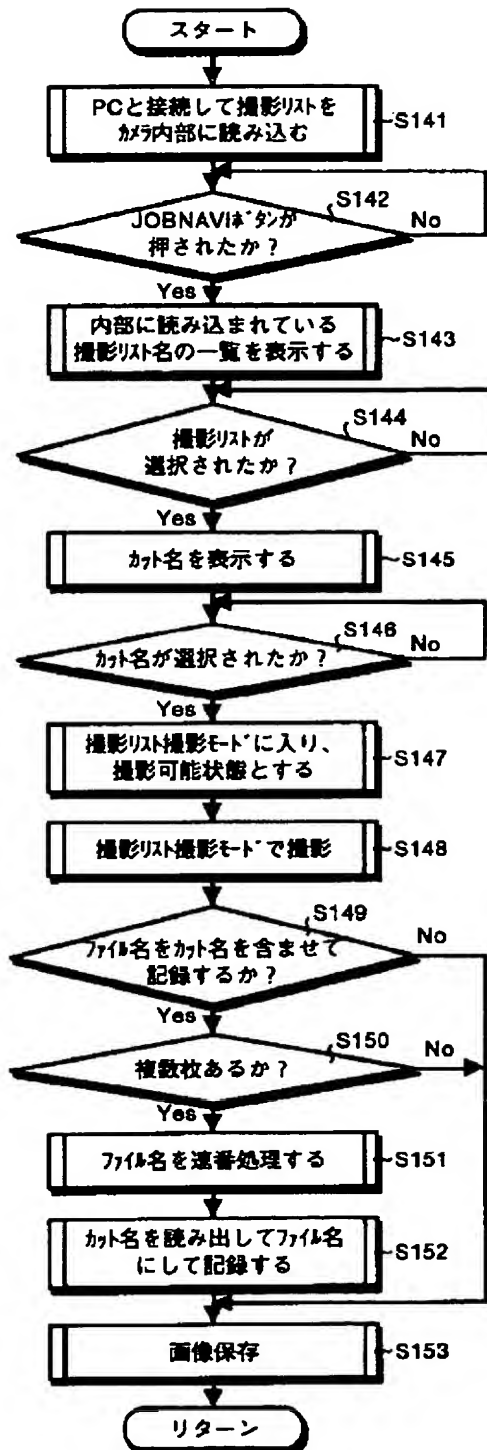 スタート
PCと接続して撮影リストを
カメラ内部に読み込む
S141
S142
JOBNAVIボタンが
押されたか？
No
Yes
内部に読み込まれている
撮影リスト名の一覧を表示する
S143
S144
撮影リストが
選択されたか？
No
Yes
カット名を表示する
S145
S146
カット名が選択されたか？
No
Yes
撮影リスト撮影モードに入り、
撮影可能状態とする
S147
撮影リスト撮影モードで撮影
S148
S149
ファイル名をカット名を含ませて
記録するか？
No
Yes
S150
複数枚あるか？
No
Yes
ファイル名を連番処理する
S151
カット名を読み出してファイル名
にして記録する
S152
画像保存
S153
リターン